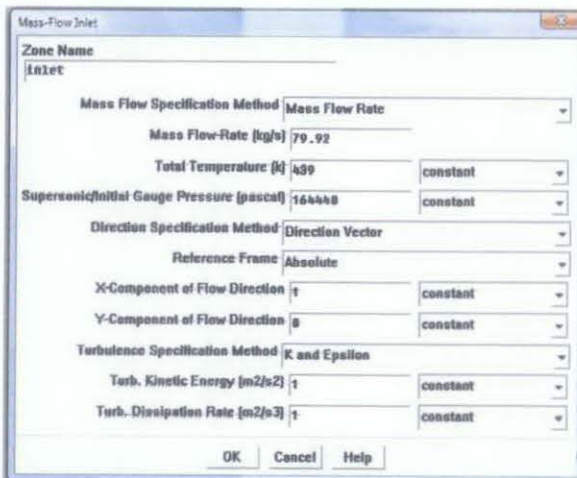 Mass-Flow Inlet
Zone Name
inlet
Mass Flow Specification Method Mass Flow Rate
Mass Flow-Rate (kg/s) 79.92
Total Temperature (k) 439 constant
Supersonic/Initial Gauge Pressure (pascal) 164440 constant
Direction Specification Method Direction Vector
Reference Frame Absolute
X-Component of Flow Direction 1 constant
Y-Component of Flow Direction 0 constant
Turbulence Specification Method K and Epsilon
Turb. Kinetic Energy (m2/s2) 1 constant
Turb. Dissipation Rate (m2/s3) 1 constant
OK Cancel Help